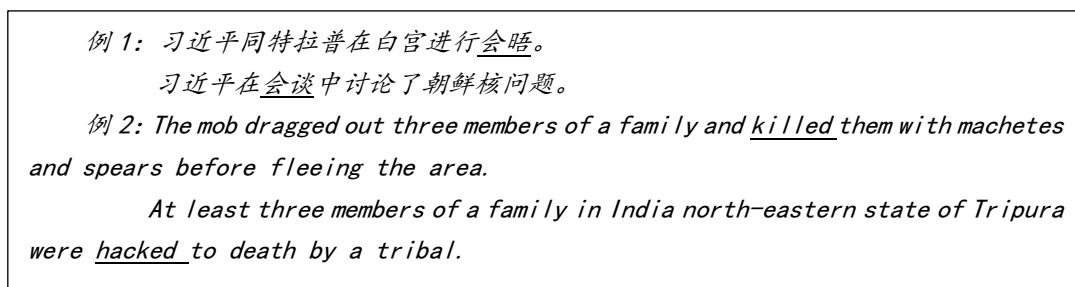 例 1：习近平同特拉普在白宫进行会晤。
习近平在会谈中讨论了朝鲜核问题。
例 2：The mob dragged out three members of a family and killed them with machetes
and spears before fleeing the area.
At least three members of a family in India north-eastern state of Tripura
were hacked to death by a tribal.